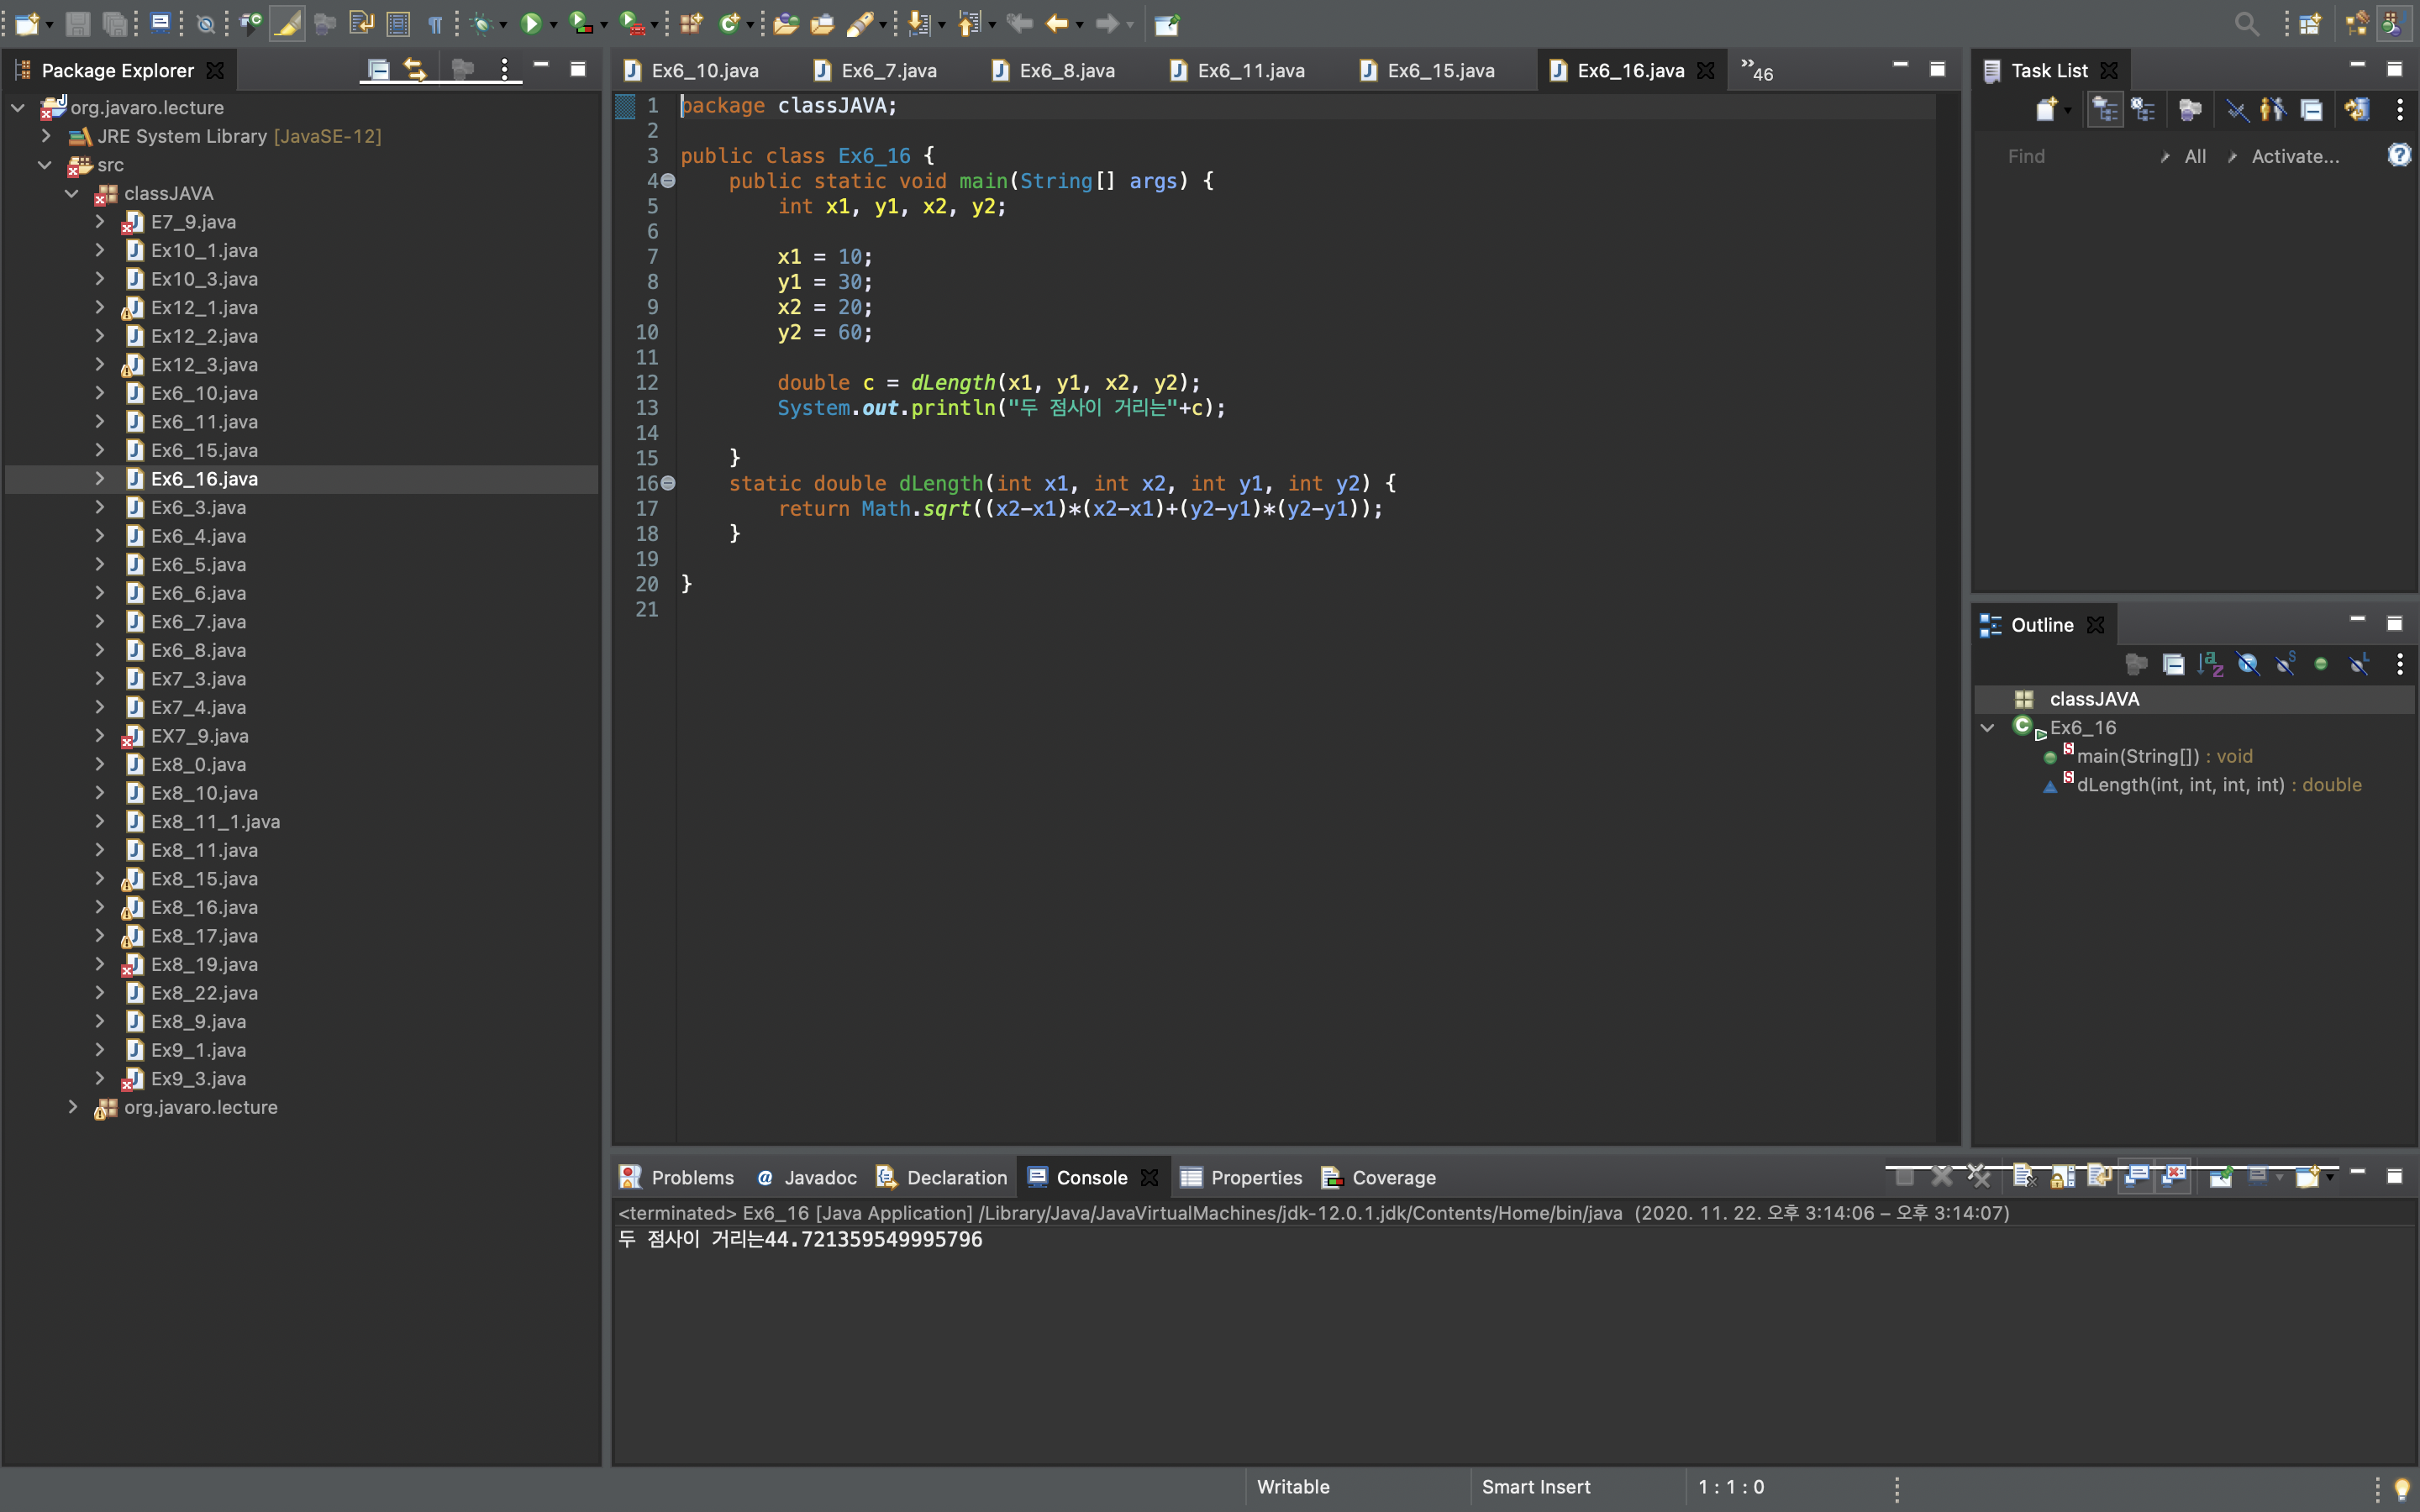 Package Explorer
org.javaro.lecture
JRE System Library [JavaSE-12]
src
classJAVA
E7_9.java
Ex10_1.java
Ex10_3.java
Ex12_1.java
Ex12_2.java
Ex12_3.java
Ex6_10.java
Ex6_11.java
Ex6_15.java
Ex6_16.java
Ex6_3.java
Ex6_4.java
Ex6_5.java
Ex6_6.java
Ex6_7.java
Ex6_8.java
Ex7_3.java
Ex7_4.java
EX7_9.java
Ex8_0.java
Ex8_10.java
Ex8_11_1.java
Ex8_11.java
Ex8_15.java
Ex8_16.java
Ex8_17.java
Ex8_19.java
Ex8_22.java
Ex8_9.java
Ex9_1.java
Ex9_3.java
org.javaro.lecture
Ex6_10.java Ex6_7.java Ex6_8.java Ex6_11.java Ex6_15.java Ex6_16.java »46
1 package classJAVA;
2
3 public class Ex6_16 {
4 public static void main(String[] args) {
5 int x1, y1, x2, y2;
6
7 x1 = 10;
8 y1 = 30;
9 x2 = 20;
10 y2 = 60;
11
12 double c = dLength(x1, y1, x2, y2);
13 System.out.println("두 점사이 거리는"+c);
14
15 }
16 static double dLength(int x1, int x2, int y1, int y2) {
17 return Math.sqrt((x2-x1)*(x2-x1)+(y2-y1)*(y2-y1));
18 }
19
20 }
21
Task List
Find All Activate...
Outline
classJAVA
Ex6_16
main(String[]) : void
dLength(int, int, int, int) : double
Problems Javadoc Declaration Console Properties Coverage
<terminated> Ex6_16 [Java Application] /Library/Java/JavaVirtualMachines/jdk-12.0.1.jdk/Contents/Home/bin/java (2020. 11. 22. 오후 3:14:06 – 오후 3:14:07)
두 점사이 거리는44.721359549995796
Writable Smart Insert 1 : 1 : 0